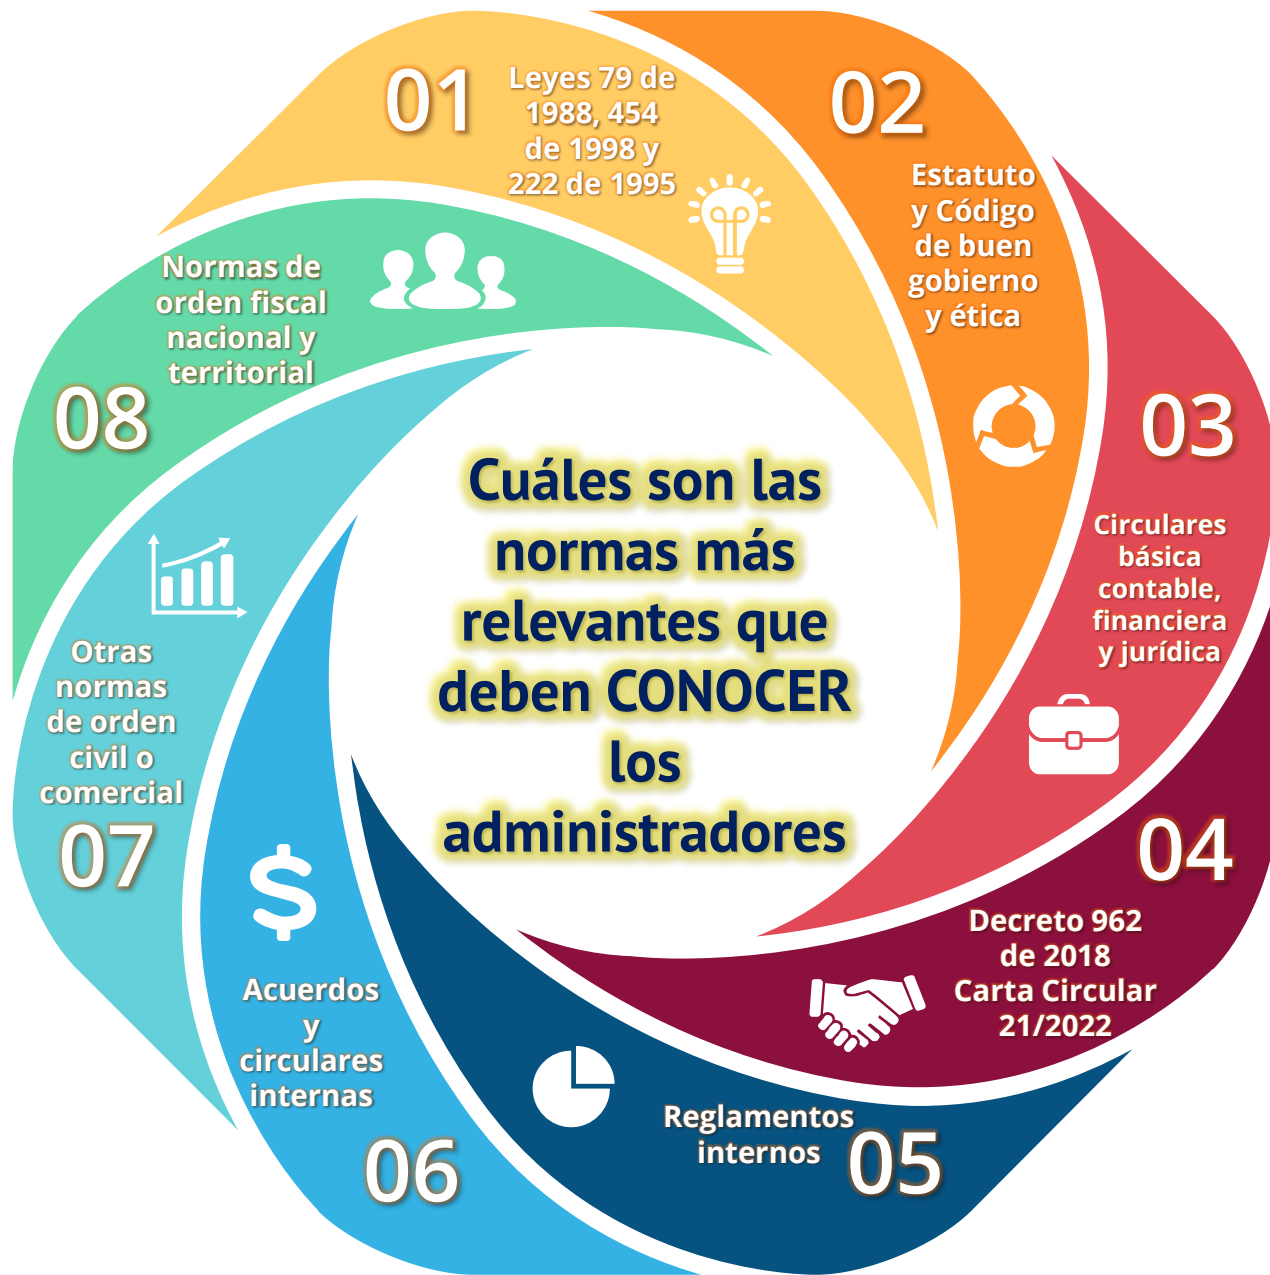 Cuáles son las
normas más
relevantes que
deben CONOCER
los
administradores
01
Leyes 79 de
1988, 454
de 1998 y
222 de 1995
02
Estatuto
y Código
de buen
gobierno
y ética
03
Circulares
básica
contable,
financiera
y jurídica
04
Decreto 962
de 2018
Carta Circular
21/2022
Reglamentos
internos
05
Acuerdos
y
circulares
internas
06
Otras
normas
de orden
civil o
comercial
07
Normas de
orden fiscal
nacional y
territorial
08